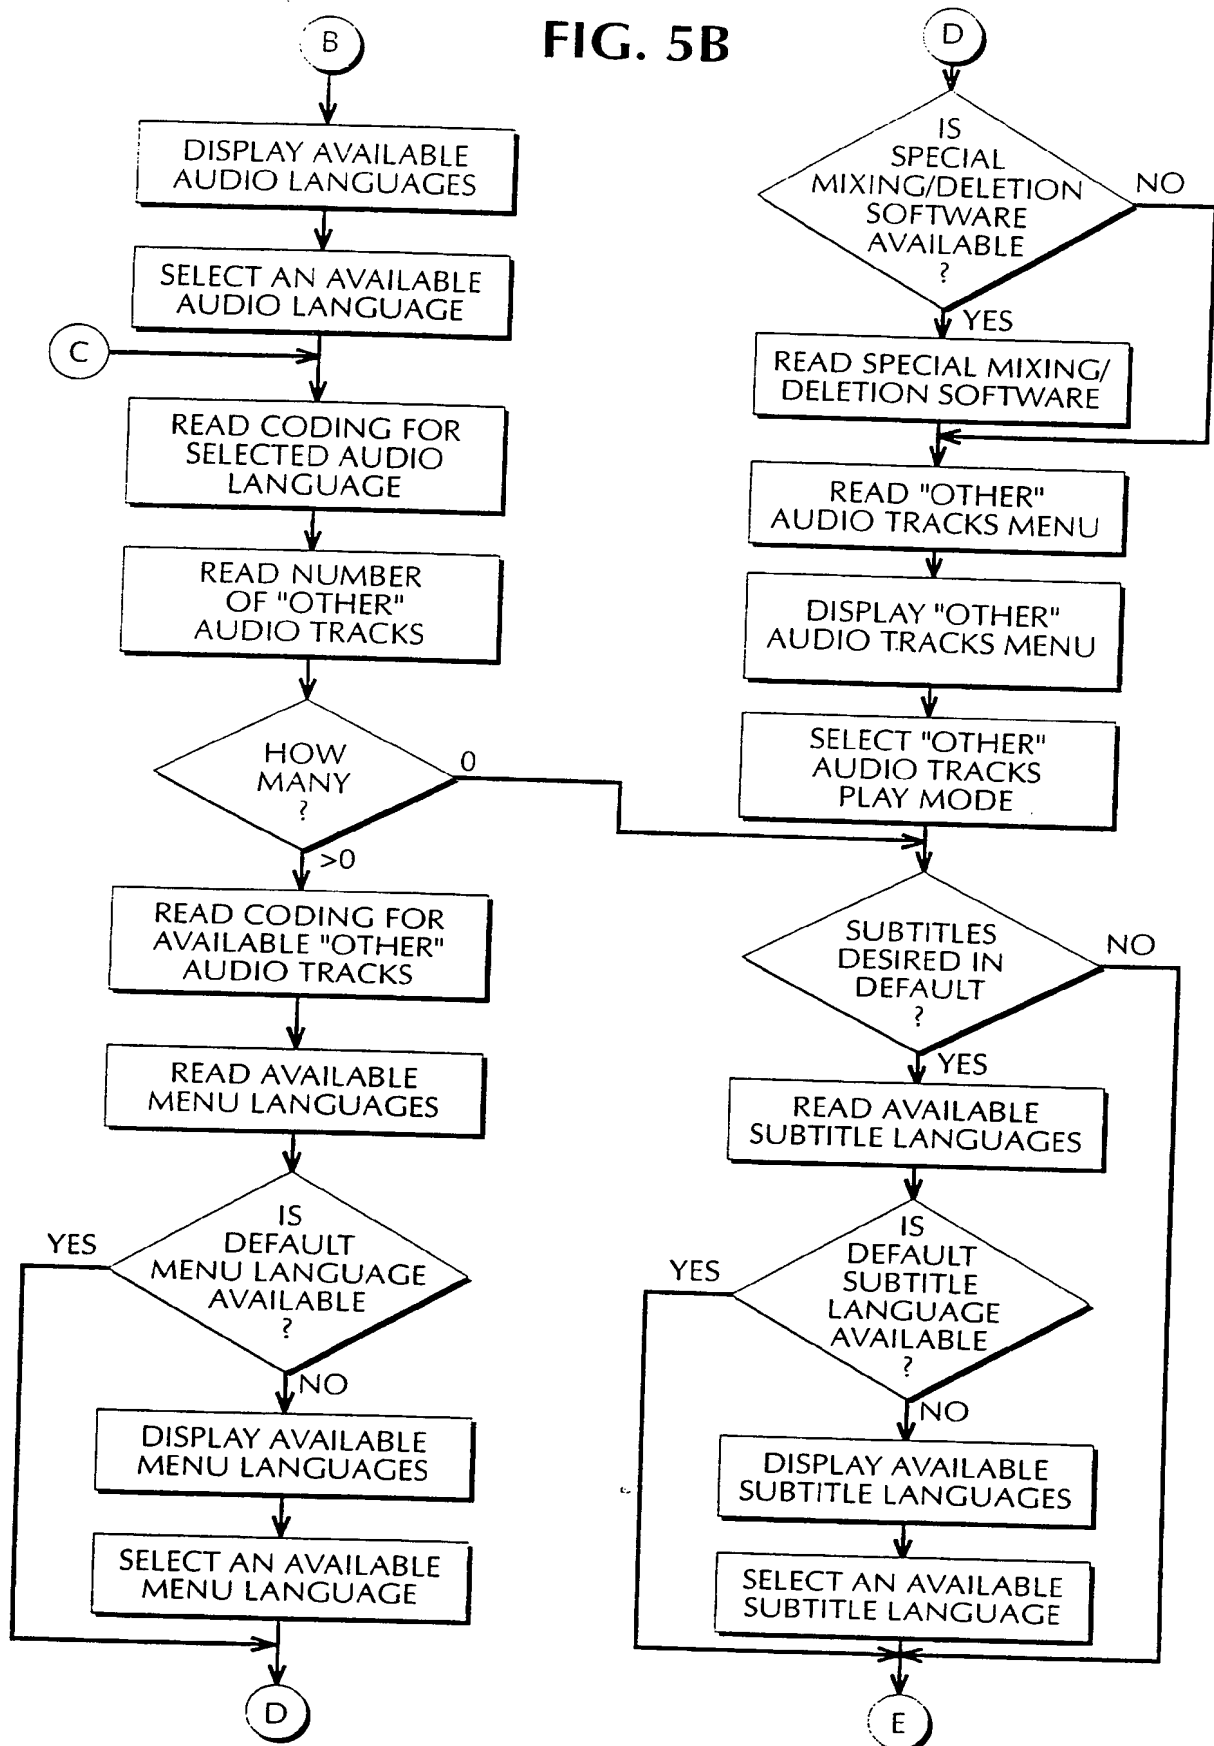 FIG. 5B
B
DISPLAY AVAILABLE
AUDIO LANGUAGES
SELECT AN AVAILABLE
AUDIO LANGUAGE
C
READ CODING FOR
SELECTED AUDIO
LANGUAGE
READ NUMBER
OF "OTHER"
AUDIO TRACKS
HOW
MANY
?
0
>0
READ CODING FOR
AVAILABLE "OTHER"
AUDIO TRACKS
READ AVAILABLE
MENU LANGUAGES
IS
DEFAULT
MENU LANGUAGE
AVAILABLE
?
YES
NO
DISPLAY AVAILABLE
MENU LANGUAGES
SELECT AN AVAILABLE
MENU LANGUAGE
D
D
IS
SPECIAL
MIXING/DELETION
SOFTWARE
AVAILABLE
?
NO
YES
READ SPECIAL MIXING/
DELETION SOFTWARE
READ "OTHER"
AUDIO TRACKS MENU
DISPLAY "OTHER"
AUDIO TRACKS MENU
SELECT "OTHER"
AUDIO TRACKS
PLAY MODE
SUBTITLES
DESIRED IN
DEFAULT
?
NO
YES
READ AVAILABLE
SUBTITLE LANGUAGES
IS
DEFAULT
SUBTITLE
LANGUAGE
AVAILABLE
?
YES
NO
DISPLAY AVAILABLE
SUBTITLE LANGUAGES
SELECT AN AVAILABLE
SUBTITLE LANGUAGE
E